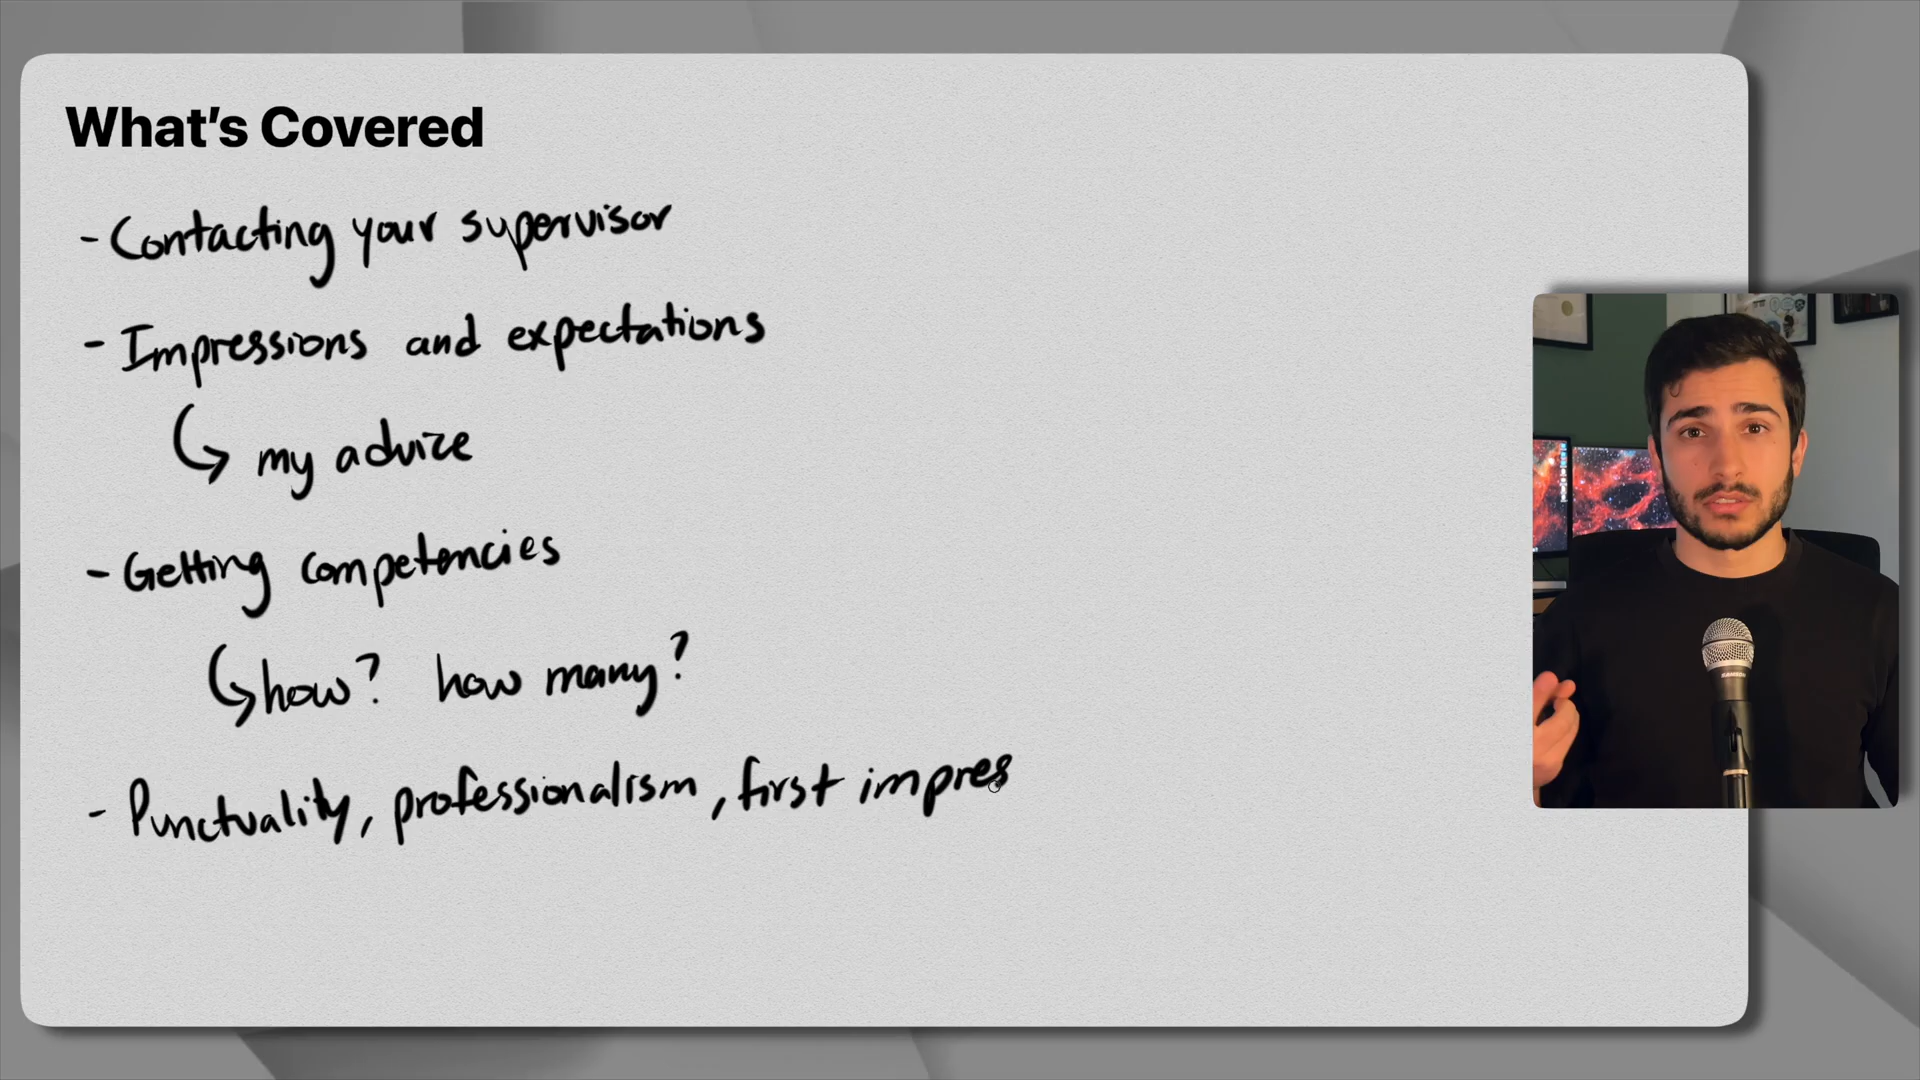 What's Covered
- Contacting your supervisor
- Impressions and expectations
my advice
- Getting competencies
how? how many?
- Punctuality, professionalism, first impres
SAMSON